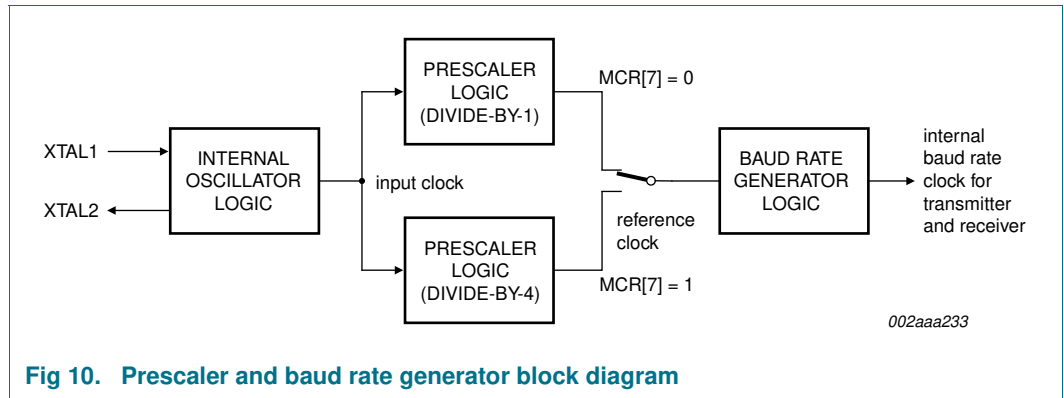 PRESCALER
LOGIC
(DIVIDE-BY-1)
MCR[7] = 0
XTAL1
XTAL2
INTERNAL
OSCILLATOR
LOGIC
input clock
BAUD RATE
GENERATOR
LOGIC
internal
baud rate
clock for
transmitter
and receiver
reference
clock
PRESCALER
LOGIC
(DIVIDE-BY-4)
MCR[7] = 1
002aaa233
Fig 10. Prescaler and baud rate generator block diagram